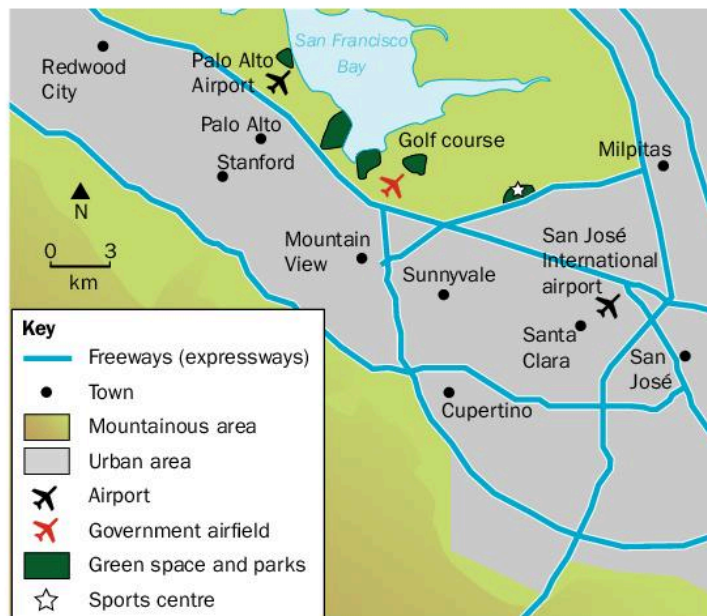 San Francisco
Bay
Redwood
City
Palo Alto
Airport
Palo Alto
Golf course
Stanford
Milpitas
N
0 3
km
Mountain
View
San José
International
airport
Sunnyvale
Santa
Clara
San
José
Cupertino
Key
Freeways (expressways)
Town
Mountainous area
Urban area
Airport
Government airfield
Green space and parks
Sports centre